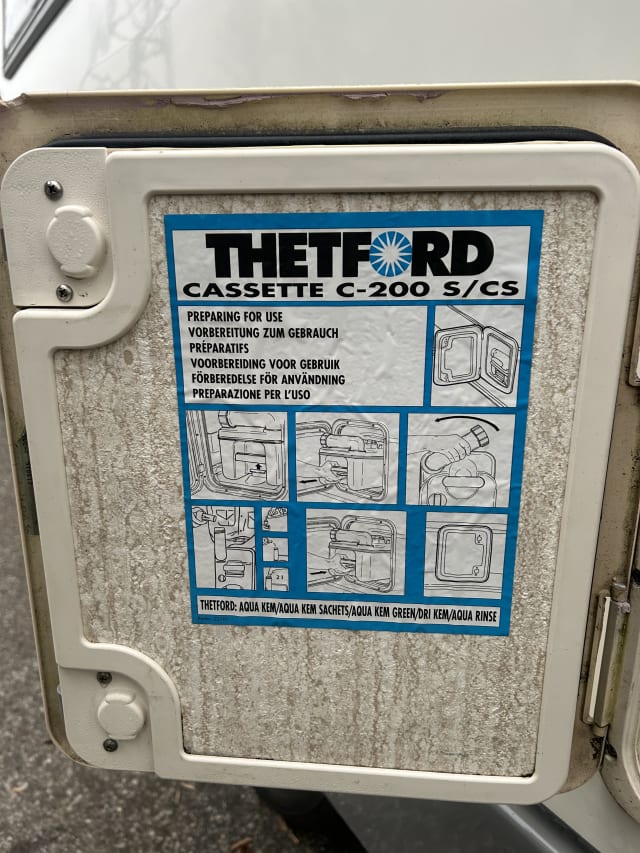 THETFORD
CASSETTE C-200 S/CS
PREPARING FOR USE
VORBEREITUNG ZUM GEBRAUCH
PRÉPARATIFS
VOORBEREIDING VOOR GEBRUIK
FÖRBEREDELSE FÖR ANVÄNDNING
PREPARAZIONE PER L'USO
2 l
THETFORD: AQUA KEM/AQUA KEM SACHETS/AQUA KEM GREEN/DRI KEM/AQUA RINSE